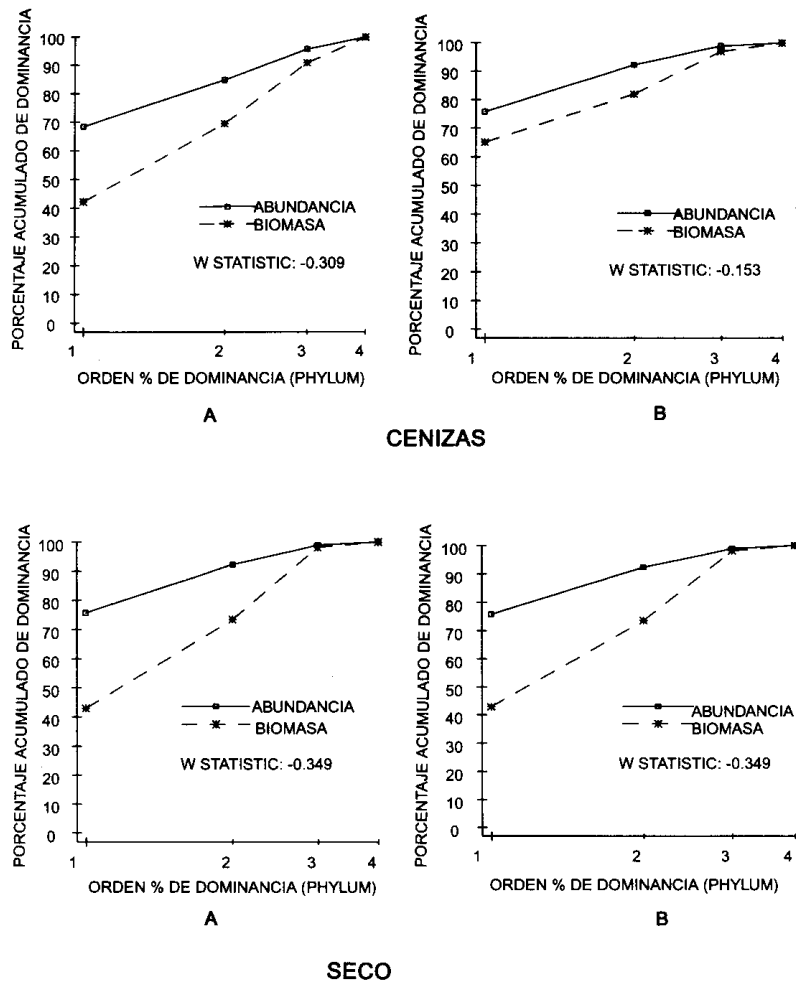 PORCENTAJE ACUMULADO DE DOMINANCIA
100
90
80
70
60
50
40
30
20
10
0
ABUNDANCIA
BIOMASA
W STATISTIC: -0.309
1 2 3 4
ORDEN % DE DOMINANCIA (PHYLUM)
A
PORCENTAJE ACUMULADO DE DOMINANCIA
100
90
80
70
60
50
40
30
20
10
0
ABUNDANCIA
BIOMASA
W STATISTIC: -0.153
1 2 3 4
ORDEN % DE DOMINANCIA (PHYLUM)
B
CENIZAS
PORCENTAJE ACUMULADO DE DOMINANCIA
100
90
80
70
60
50
40
30
20
10
0
ABUNDANCIA
BIOMASA
W STATISTIC: -0.349
1 2 3 4
ORDEN % DE DOMINANCIA (PHYLUM)
A
PORCENTAJE ACUMULADO DE DOMINANCIA
100
90
80
70
60
50
40
30
20
10
0
ABUNDANCIA
BIOMASA
W STATISTIC: -0.349
1 2 3 4
ORDEN % DE DOMINANCIA (PHYLUM)
B
SECO